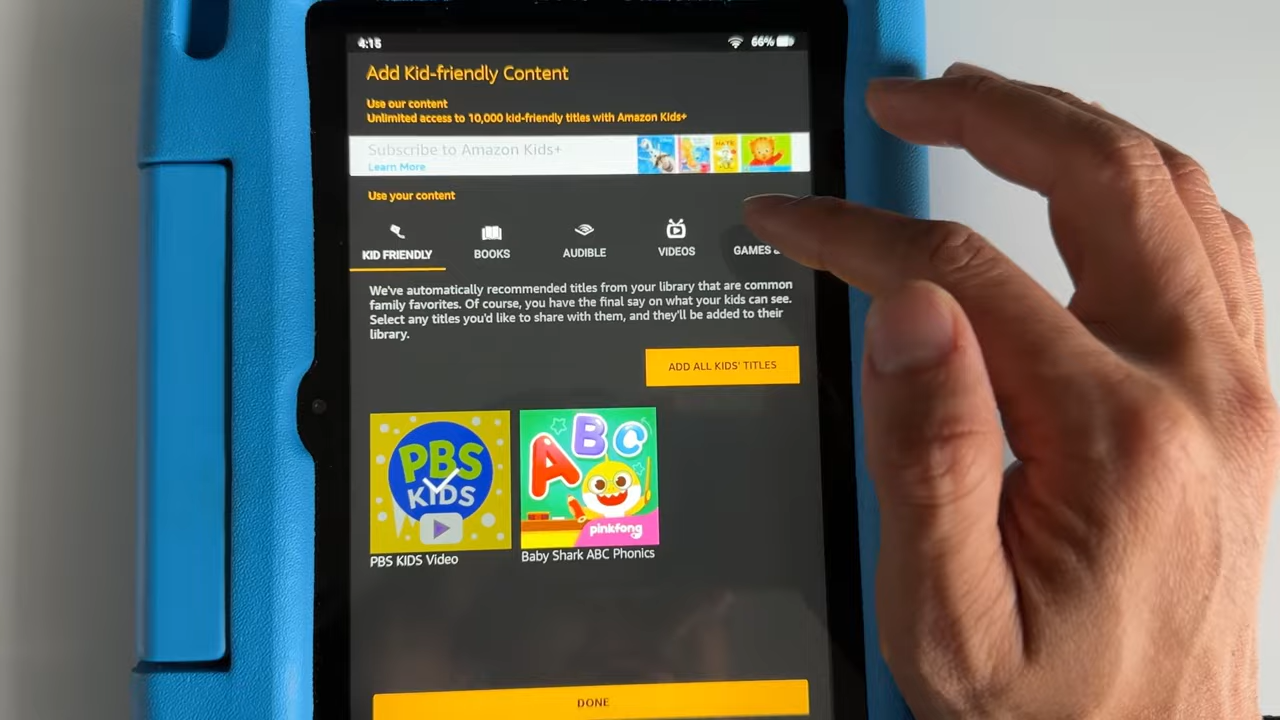 4:15
66%
Add Kid-friendly Content
Use our content
Unlimited access to 10,000 kid-friendly titles with Amazon Kids+
Subscribe to Amazon Kids+
Learn More
Use your content
KID FRIENDLY
BOOKS
AUDIBLE
VIDEOS
GAMES &
We've automatically recommended titles from your library that are common
family favorites. Of course, you have the final say on what your kids can see.
Select any titles you'd like to share with them, and they'll be added to their
library.
ADD ALL KIDS' TITLES
PBS
KIDS
ABC
pinkfong
PBS KIDS Video
Baby Shark ABC Phonics
DONE